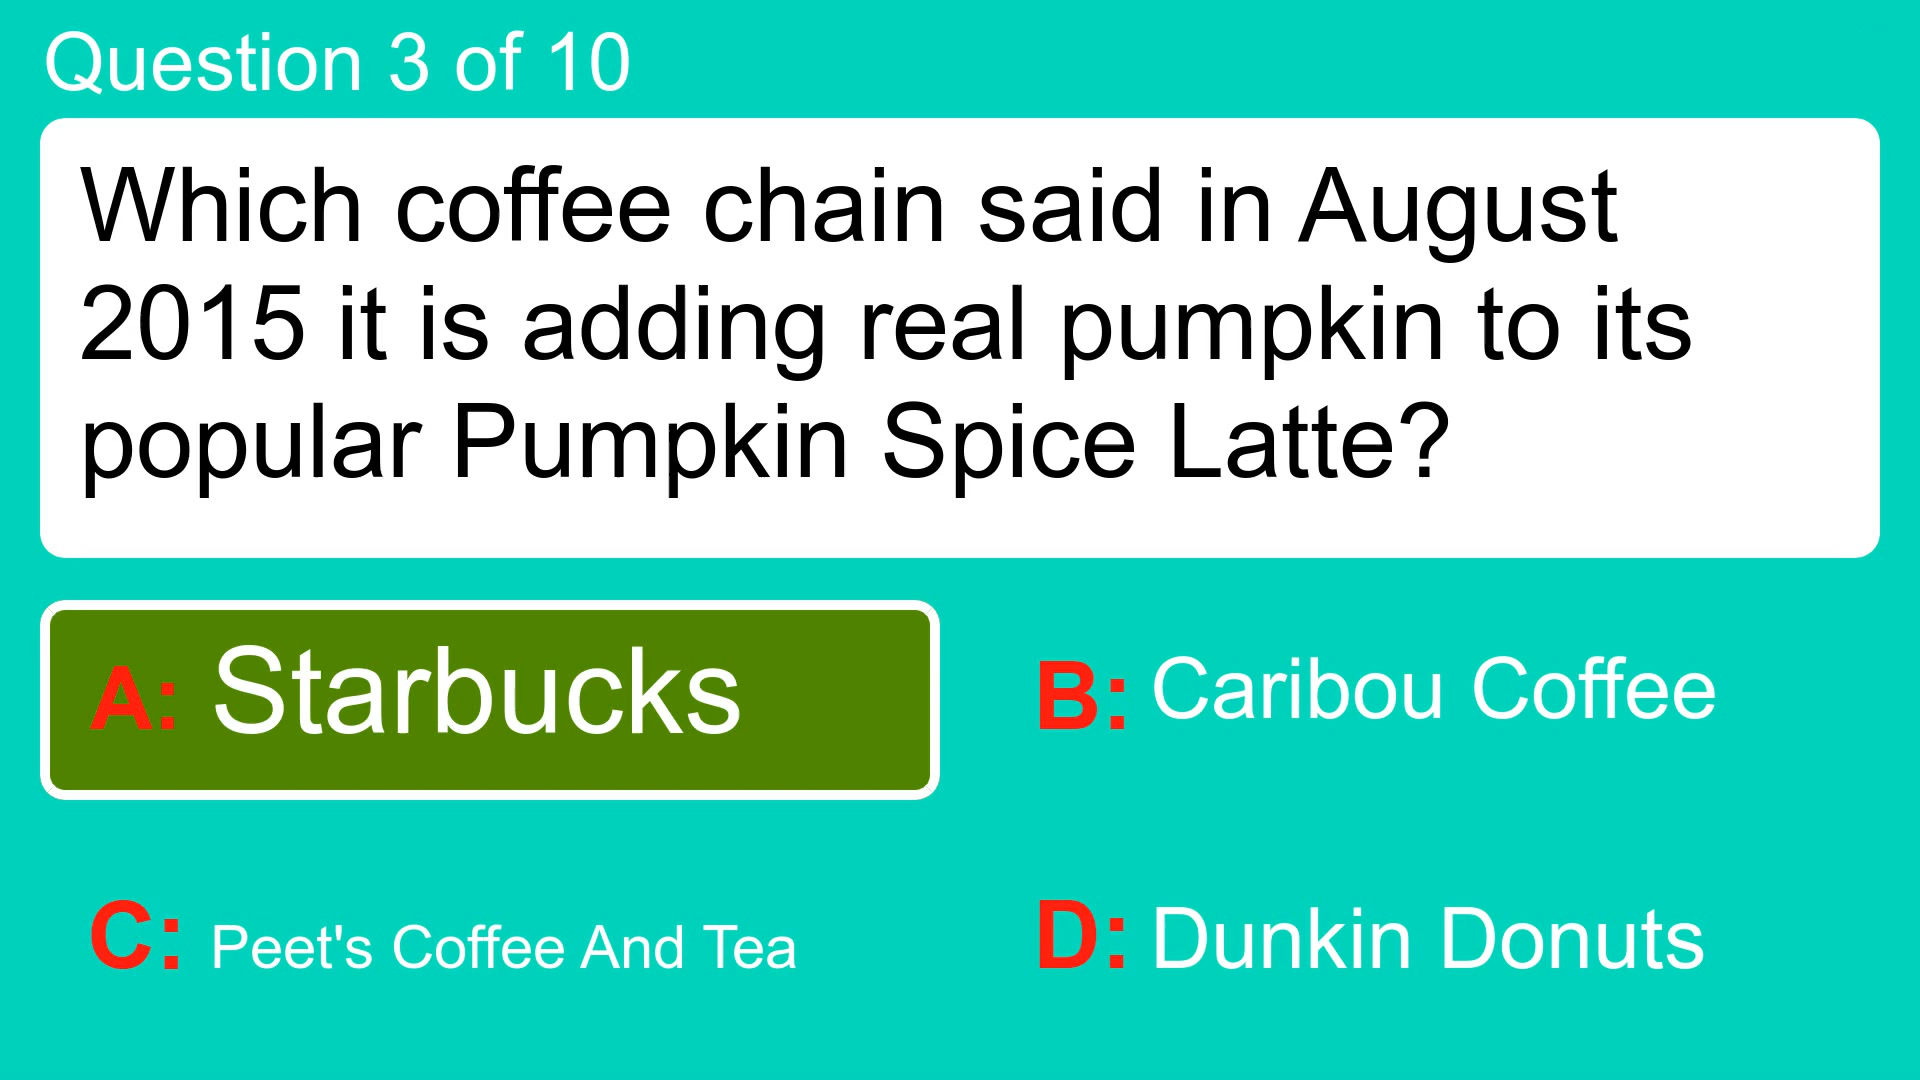 Question 3 of 10
Which coffee chain said in August
2015 it is adding real pumpkin to its
popular Pumpkin Spice Latte?
A: Starbucks
B: Caribou Coffee
C: Peet's Coffee And Tea
D: Dunkin Donuts